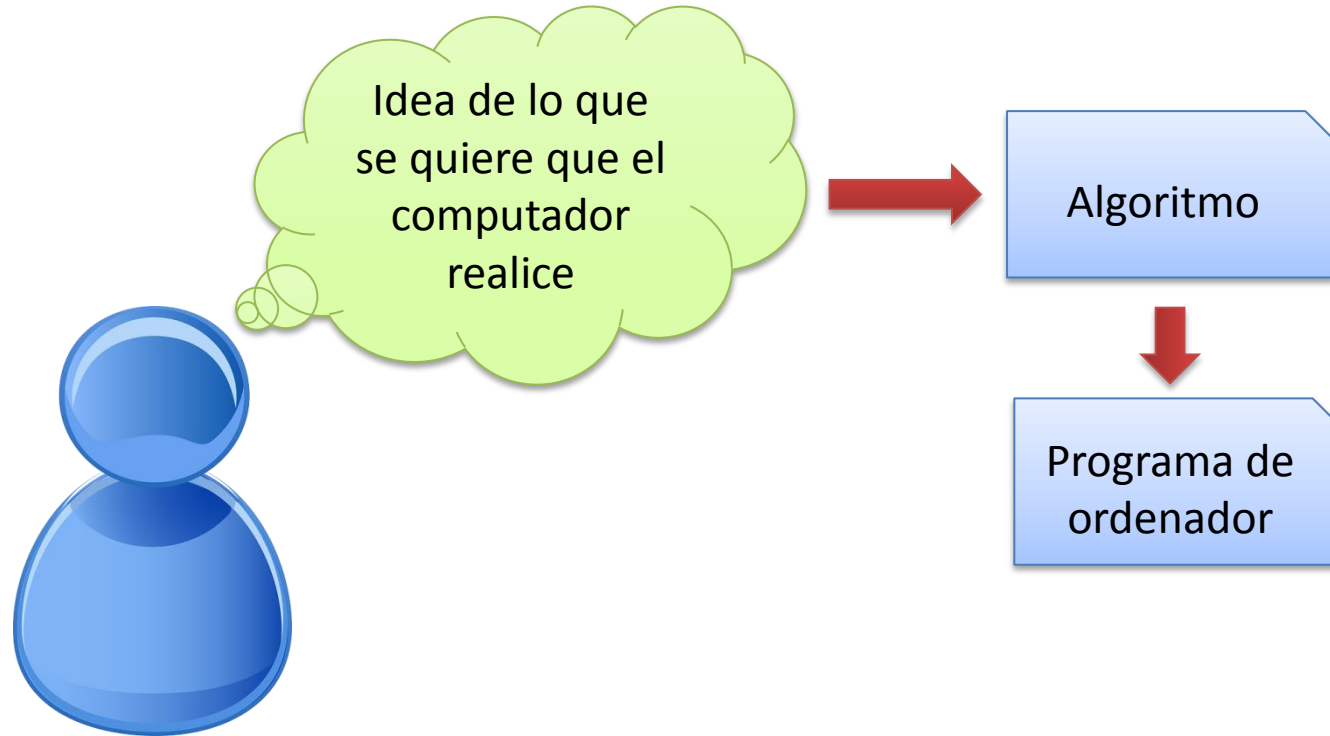 Idea de lo que
se quiere que el
computador
realice
Algoritmo
Programa de
ordenador